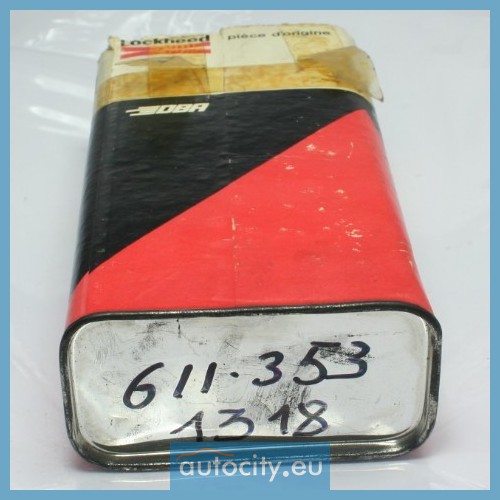 Lockheed
pièce d'origine
DBA
611.353
1318
autocity.eu